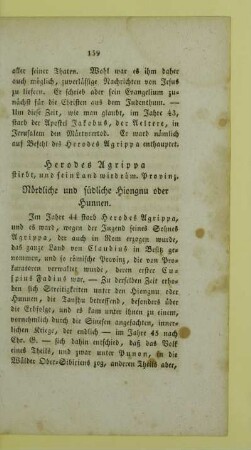 159
aller seiner Thaten. Wohl war es ihm daher
auch möglich, zuverläßige Nachrichten von Jesus
zu liefern. Er schrieb aber sein Evangelium zu-
nächst für die Christen aus dem Judenthum. —
Um diese Zeit, wie man glaubt, im Jahre 43,
starb der Apostel Jakobus, der Aeltere, in
Jerusalem den Märtyrertod. Er ward nämlich
auf Befehl des Herodes Agrippa enthauptet.
Herodes Agrippa
stirbt, und sein Land wird röm. Provinz.
Nördliche und südliche Hiengnu oder
Hunnen.
Im Jahre 44 starb Herodes Agrippa,
und es ward, wegen der Jugend seines Sohnes
Agrippa, der auch in Rom erzogen wurde,
das ganze Land von Claudius in Besitz ge-
nommen, und so römische Provinz, die von Pro-
kuratoren verwaltet wurde, deren erster Cus-
pius Fadus war. — Zu derselben Zeit erho-
ben sich Streitigkeiten unter den Hiengnu oder
Hunnen, die Tanshu betreffend, besonders über
die Erbfolge, und es kam unter ihnen zu einem,
vornehmlich durch die Sinesen angefachten, inner-
lichen Kriege, der endlich — im Jahre 45 nach
Chr. G. — sich dahin entschied, daß das Volk
eines Theils, und zwar unter Punon, in die
Wälder Ober-Sibiriens zog, anderen Theils aber,